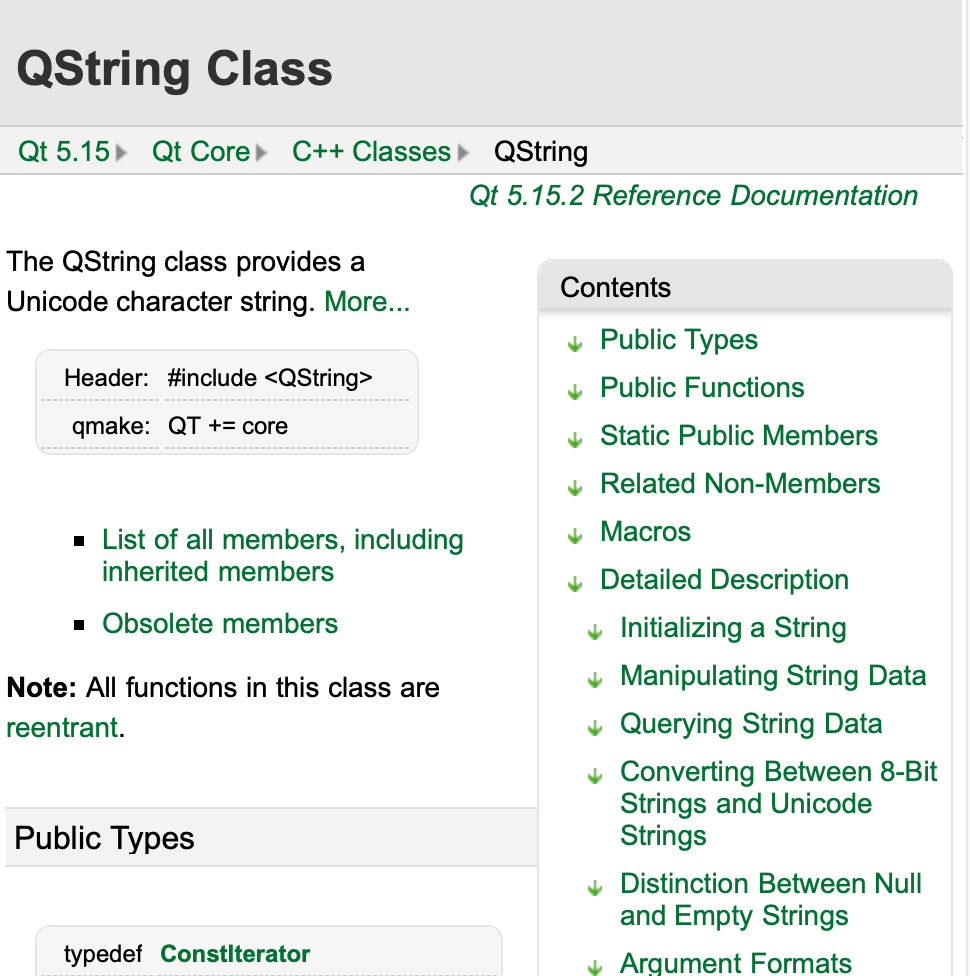 QString Class
Qt 5.15 Qt Core C++ Classes QString
Qt 5.15.2 Reference Documentation
The QString class provides a
Unicode character string. More...
Header: #include <QString>
qmake: QT += core
List of all members, including
inherited members
Obsolete members
Note: All functions in this class are
reentrant.
Public Types
typedef ConstIterator
Contents
Public Types
Public Functions
Static Public Members
Related Non-Members
Macros
Detailed Description
Initializing a String
Manipulating String Data
Querying String Data
Converting Between 8-Bit
Strings and Unicode
Strings
Distinction Between Null
and Empty Strings
Argument Formats